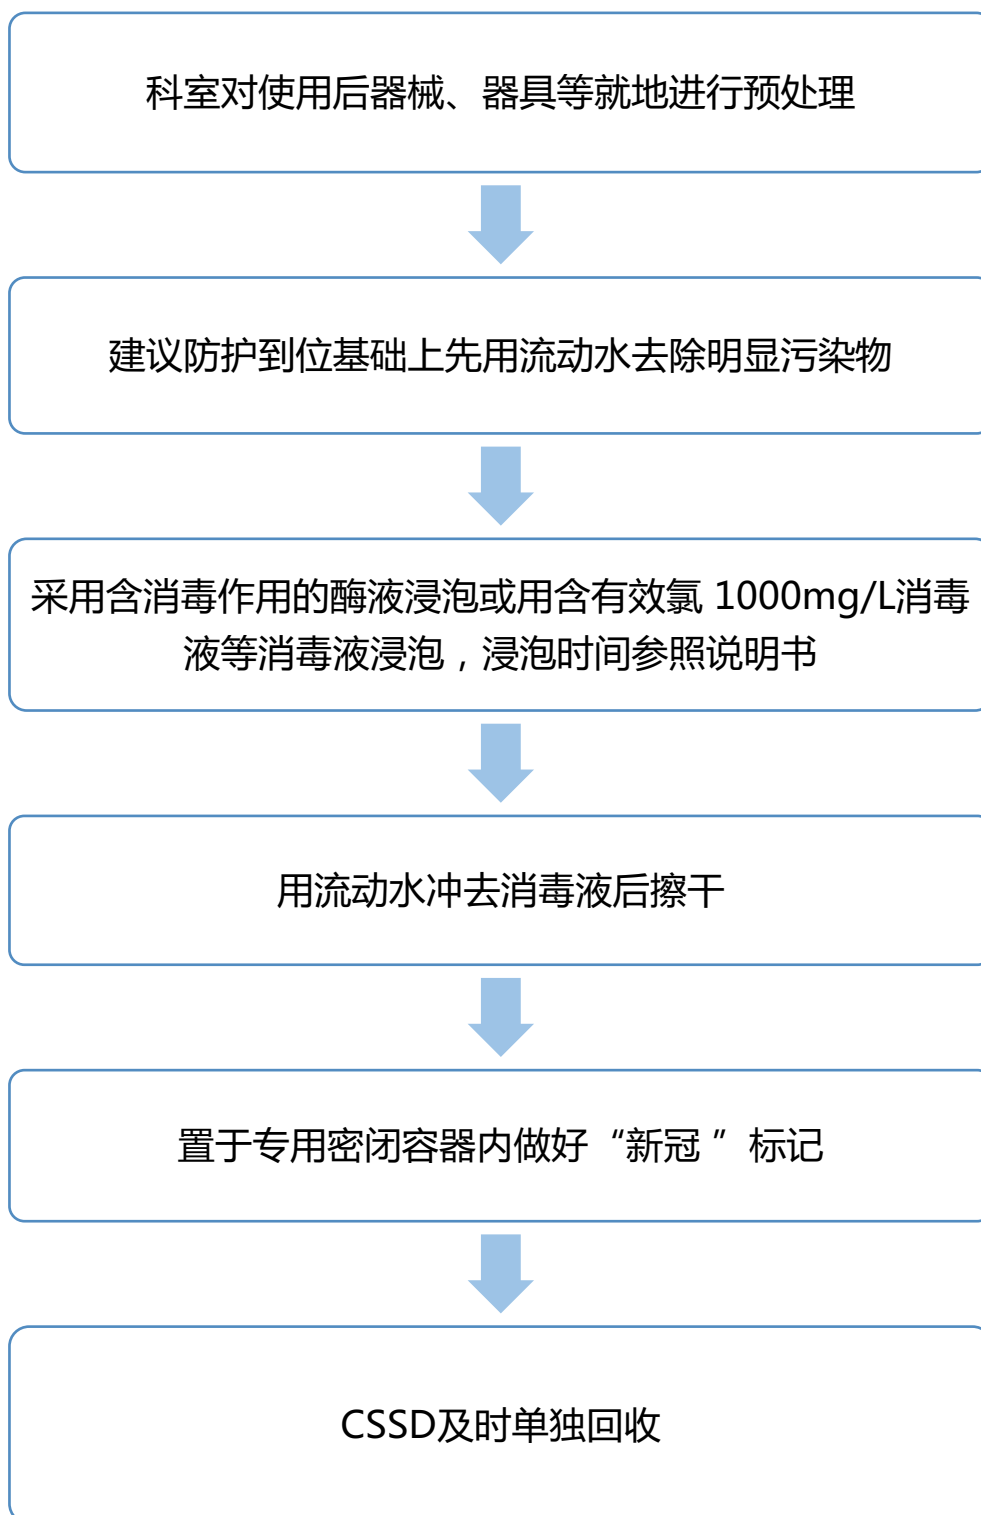 科室对使用后器械、器具等就地进行预处理
建议防护到位基础上先用流动水去除明显污染物
采用含消毒作用的酶液浸泡或用含有效氯 1000mg/L消毒
液等消毒液浸泡，浸泡时间参照说明书
用流动水冲去消毒液后擦干
置于专用密闭容器内做好“新冠 ”标记
CSSD及时单独回收